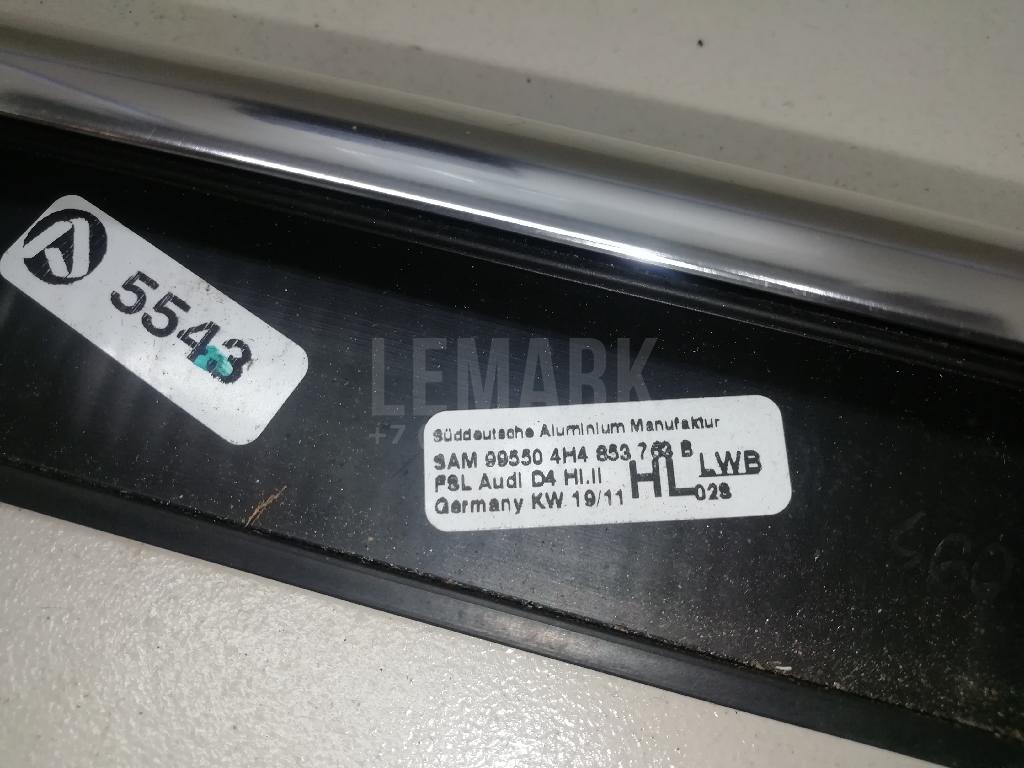 5543
LEMARK
Süddeutsche Aluminium Manufaktur
SAM 99550 4H4 853 763 B
FSL Audi D4 HI.II HL LWB
Germany KW 19/11 028